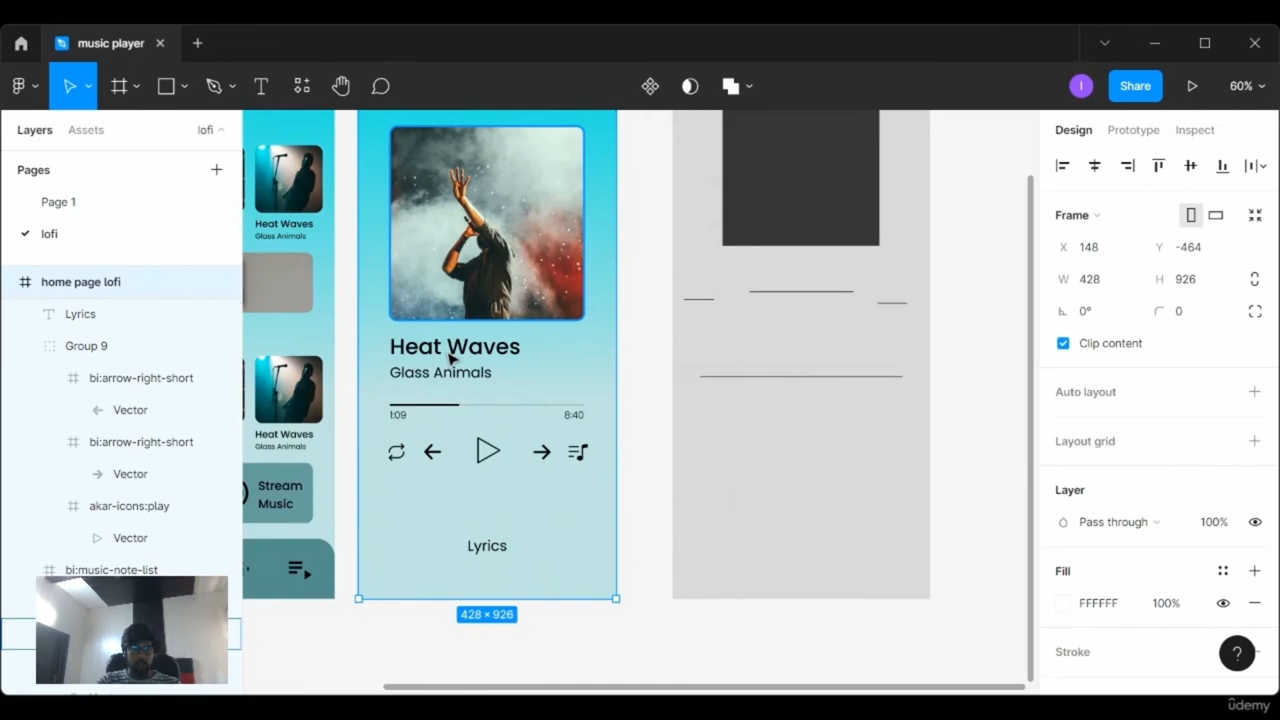 music player
Share
60%
Layers
Assets
lofi
Pages
Page 1
lofi
home page lofi
Lyrics
Group 9
bi:arrow-right-short
Vector
bi:arrow-right-short
Vector
akar-icons:play
Vector
bi:music-note-list
Heat Waves
Glass Animals
Heat Waves
Glass Animals
Stream
Music
Heat Waves
Glass Animals
1:09
8:40
Lyrics
428 × 926
Design
Prototype
Inspect
Frame
X 148
Y -464
W 428
H 926
0°
0
Clip content
Auto layout
Layout grid
Layer
Pass through
100%
Fill
FFFFFF
100%
Stroke
?
I
ûdemy